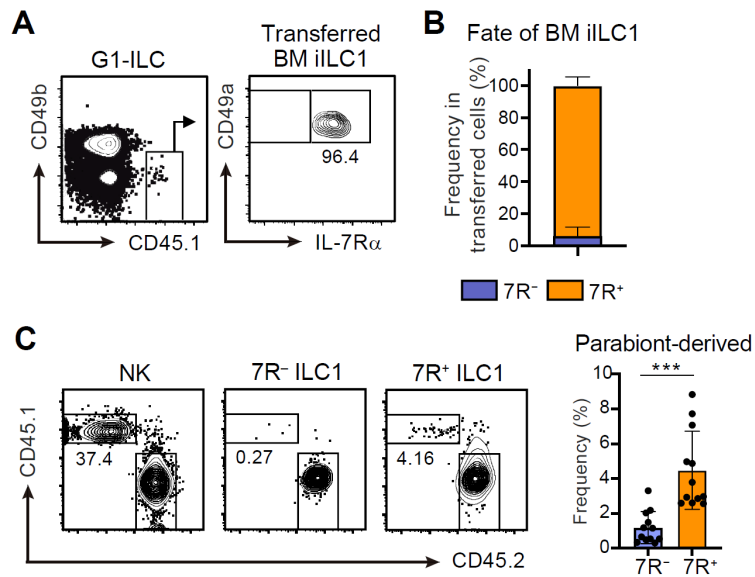 A
G1-ILC
CD49b
CD45.1
Transferred
BM iILC1
CD49a
96.4
IL-7Rα
B
Fate of BM iILC1
Frequency in
transferred cells (%)
100
80
60
40
20
0
7R⁻
7R⁺
C
NK
7R⁻ ILC1
7R⁺ ILC1
CD45.1
37.4
0.27
4.16
CD45.2
Parabiont-derived
***
Frequency (%)
10
8
6
4
2
0
7R⁻ 7R⁺